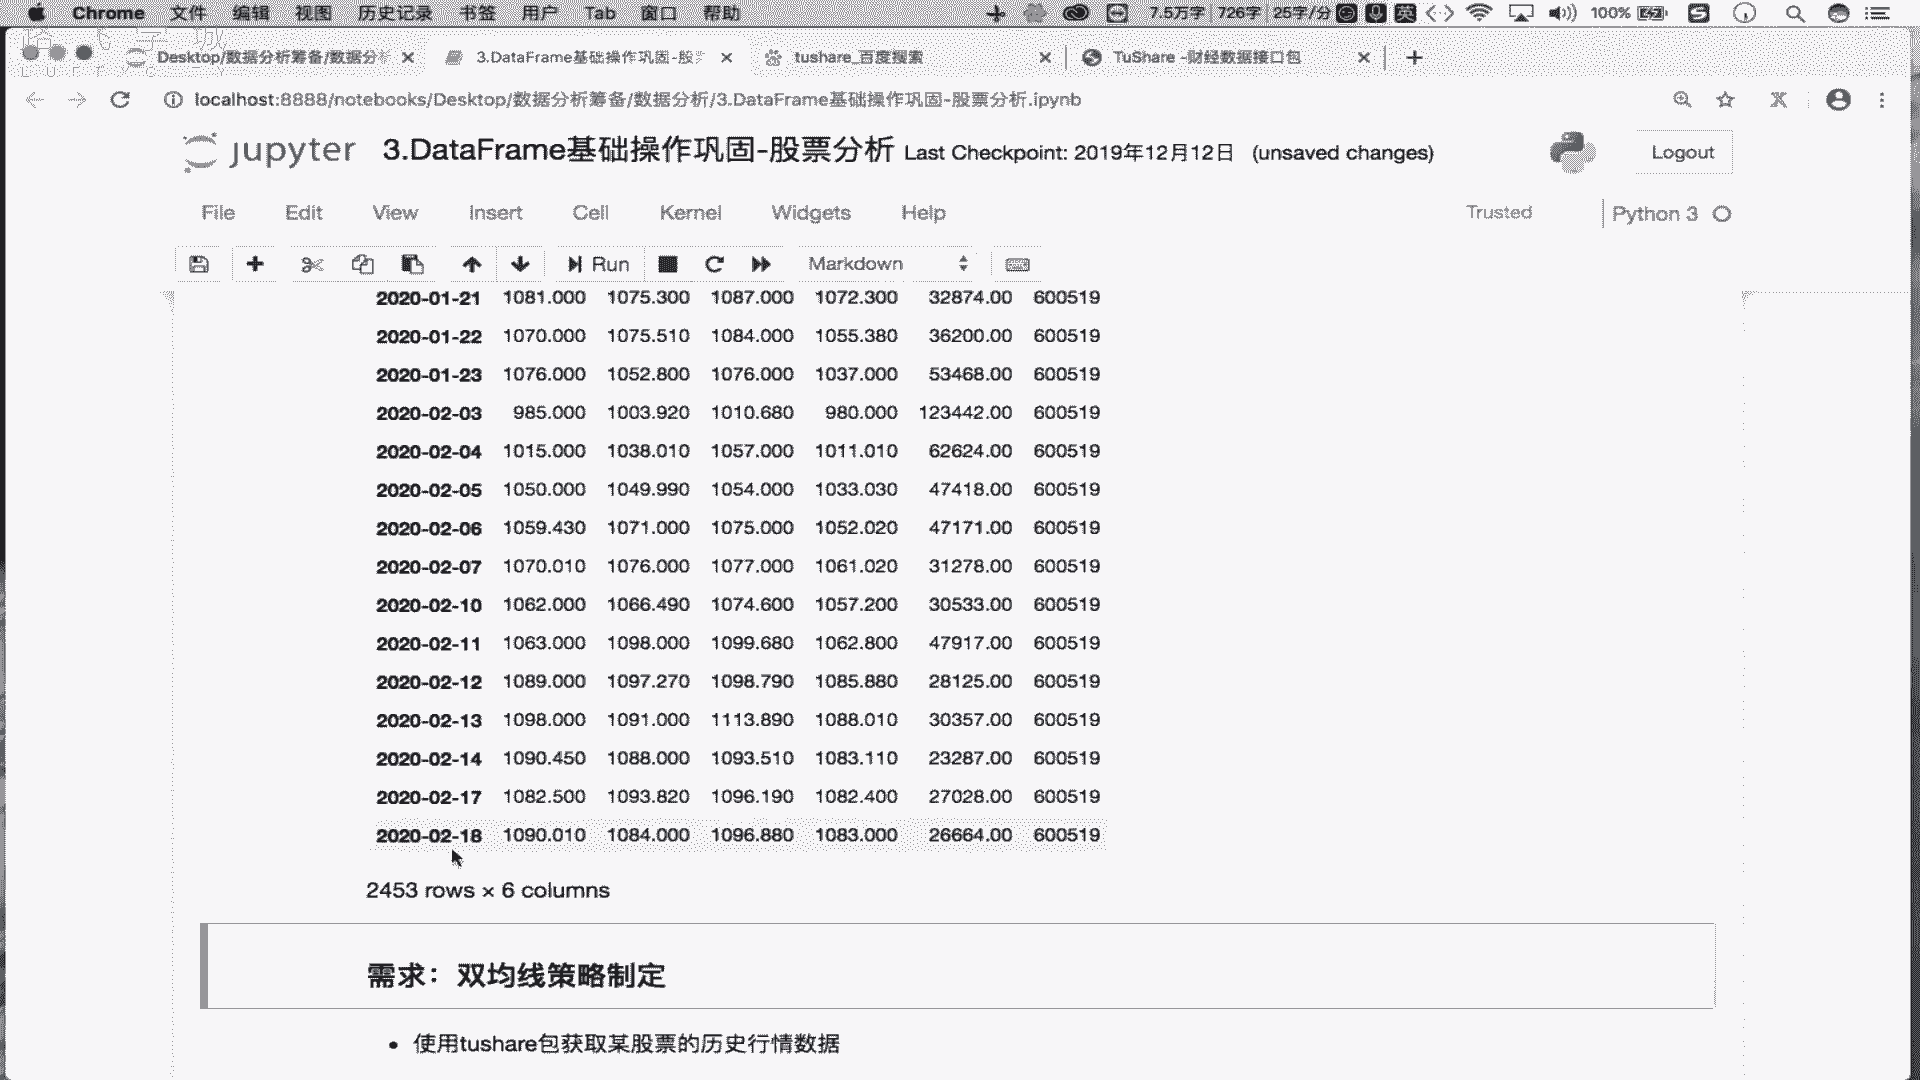 Chrome 文件 编辑 视图 历史记录 书签 用户 Tab 窗口 帮助 7.5万字 726字 25字/分 英 100%
Desktop/数据分析筹备/数据分析 3.DataFrame基础操作巩固-股票 tushare_百度搜索 TuShare -财经数据接口包
localhost:8888/notebooks/Desktop/数据分析筹备/数据分析/3.DataFrame基础操作巩固-股票分析.ipynb
jupyter 3.DataFrame基础操作巩固-股票分析 Last Checkpoint: 2019年12月12日 (unsaved changes) Logout
File Edit View Insert Cell Kernel Widgets Help Trusted Python 3
Run Markdown
2020-01-21 1081.000 1075.300 1087.000 1072.300 32874.00 600519
2020-01-22 1070.000 1075.510 1084.000 1055.380 36200.00 600519
2020-01-23 1076.000 1052.800 1076.000 1037.000 53468.00 600519
2020-02-03 985.000 1003.920 1010.680 980.000 123442.00 600519
2020-02-04 1015.000 1038.010 1057.000 1011.010 62624.00 600519
2020-02-05 1050.000 1049.990 1054.000 1033.030 47418.00 600519
2020-02-06 1059.430 1071.000 1075.000 1052.020 47171.00 600519
2020-02-07 1070.010 1076.000 1077.000 1061.020 31278.00 600519
2020-02-10 1062.000 1066.490 1074.600 1057.200 30533.00 600519
2020-02-11 1063.000 1098.000 1099.680 1062.800 47917.00 600519
2020-02-12 1089.000 1097.270 1098.790 1085.880 28125.00 600519
2020-02-13 1098.000 1091.000 1113.890 1088.010 30357.00 600519
2020-02-14 1090.450 1088.000 1093.510 1083.110 23287.00 600519
2020-02-17 1082.500 1093.820 1096.190 1082.400 27028.00 600519
2020-02-18 1090.010 1084.000 1096.880 1083.000 26664.00 600519
2453 rows × 6 columns
需求：双均线策略制定
• 使用tushare包获取某股票的历史行情数据